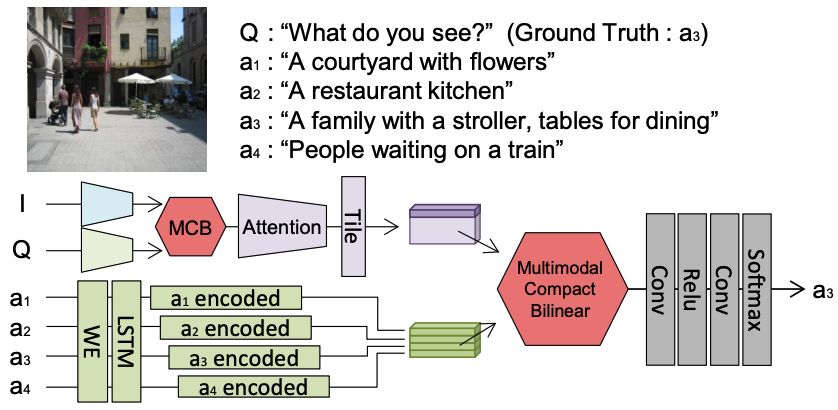 Q : “What do you see?” (Ground Truth : a3)
a1 : “A courtyard with flowers”
a2 : “A restaurant kitchen”
a3 : “A family with a stroller, tables for dining”
a4 : “People waiting on a train”
I
Q
MCB
Attention
Tile
a1
a2
a3
a4
WE
LSTM
a1 encoded
a2 encoded
a3 encoded
a4 encoded
Multimodal
Compact
Bilinear
Conv
Relu
Conv
Softmax
a3